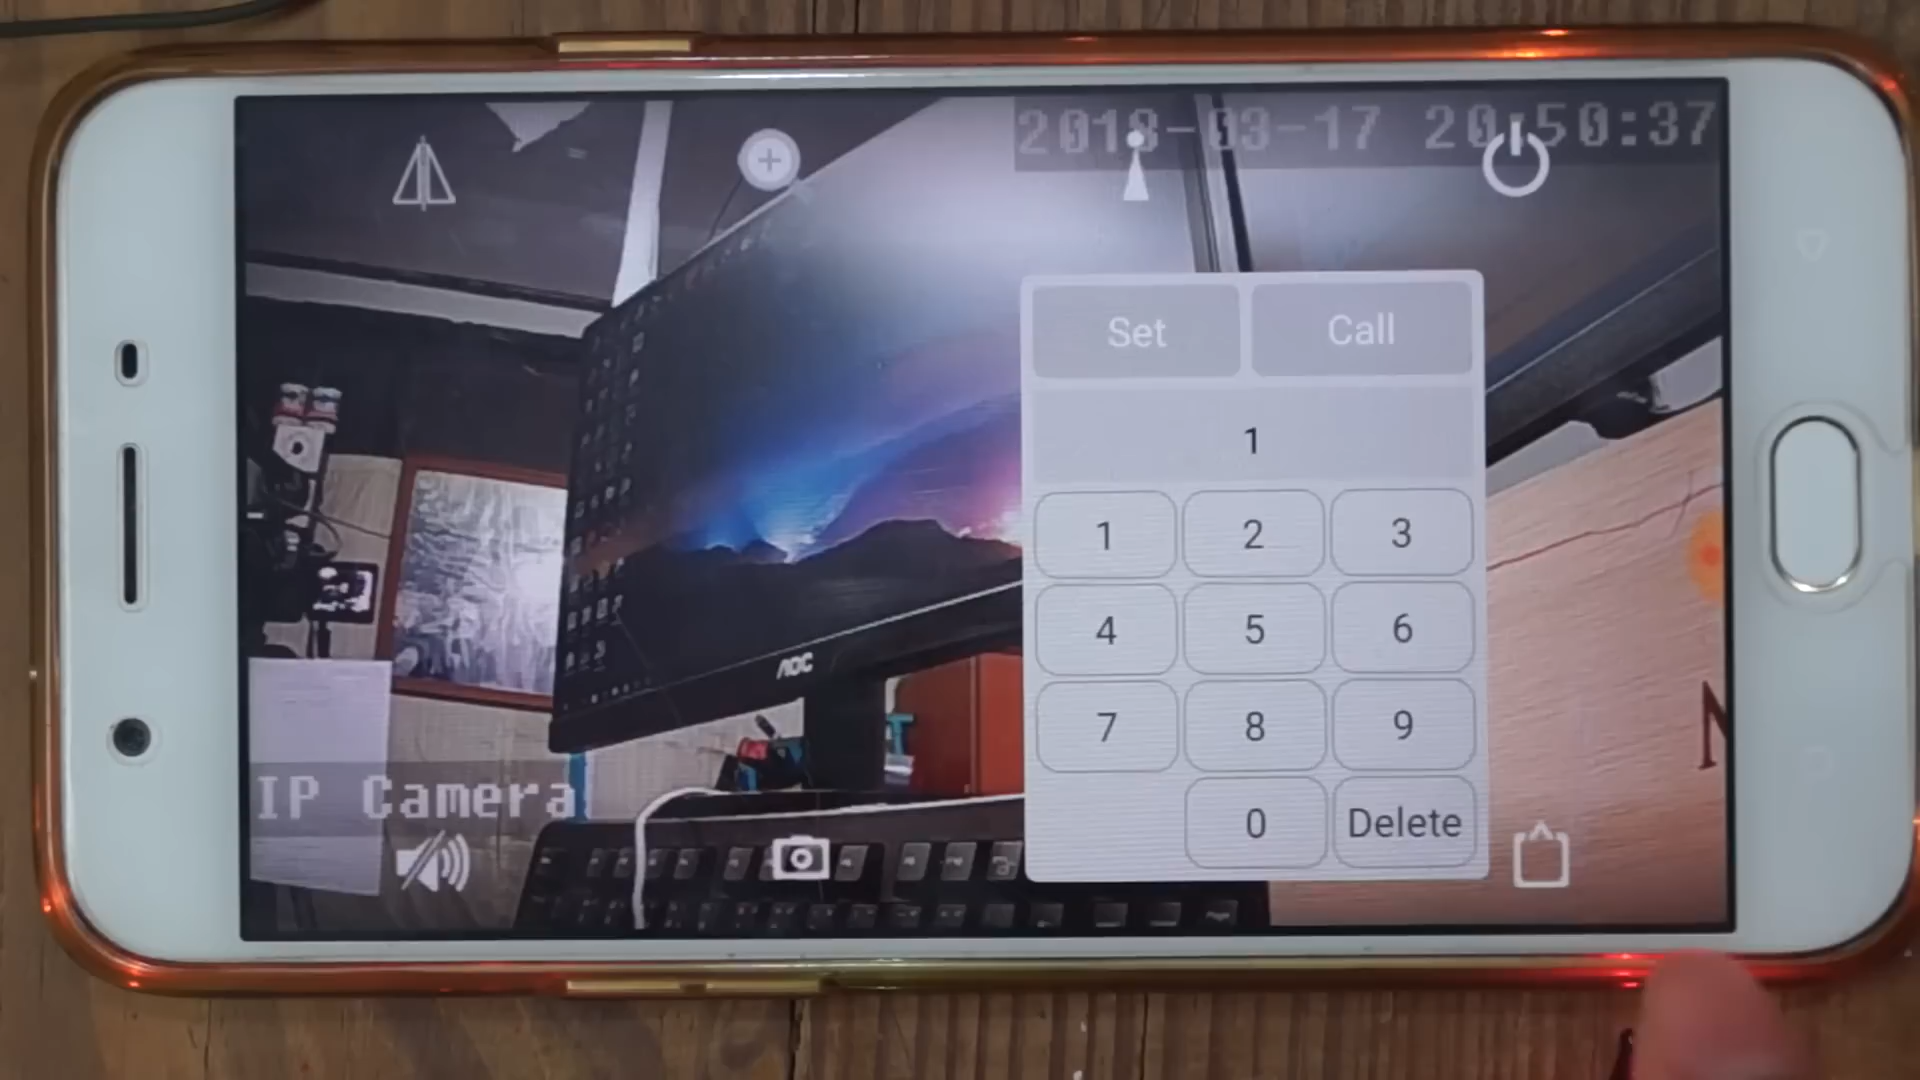 2018-03-17 20:50:37
Set Call
1
1 2 3
4 5 6
7 8 9
0 Delete
AOC
IP Camera